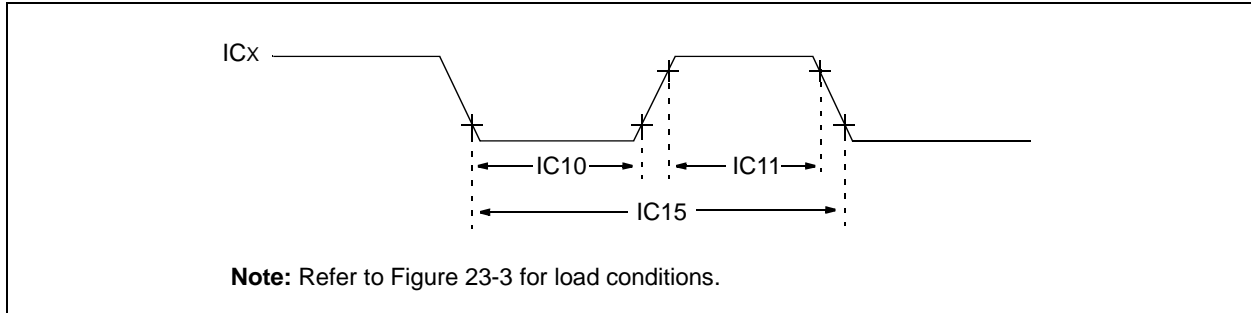 ICX
IC10
IC11
IC15
Note: Refer to Figure 23-3 for load conditions.